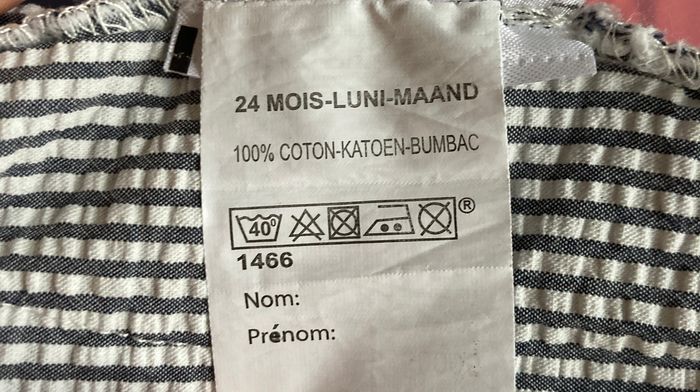 24 MOIS-LUNI-MAAND
100% COTON-KATOEN-BUMBAC
40° ®
1466
Nom:
Prénom: